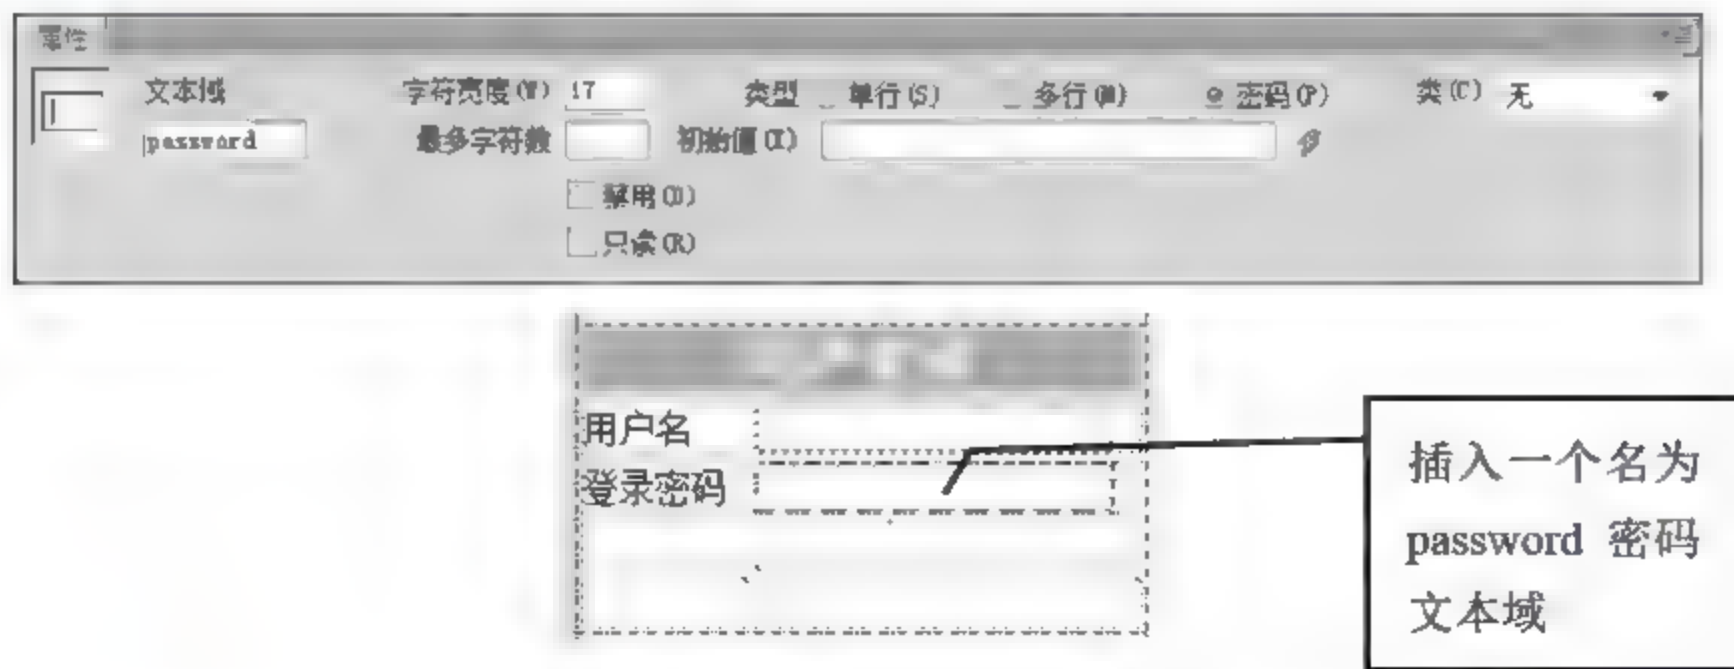 属性
文本域 字符宽度(W) 17 类型 单行(S) 多行(M) 密码(P) 类(C) 无
password 最多字符数 初始值(I)
禁用(D)
只读(R)
用户名
登录密码
插入一个名为
password 密码
文本域